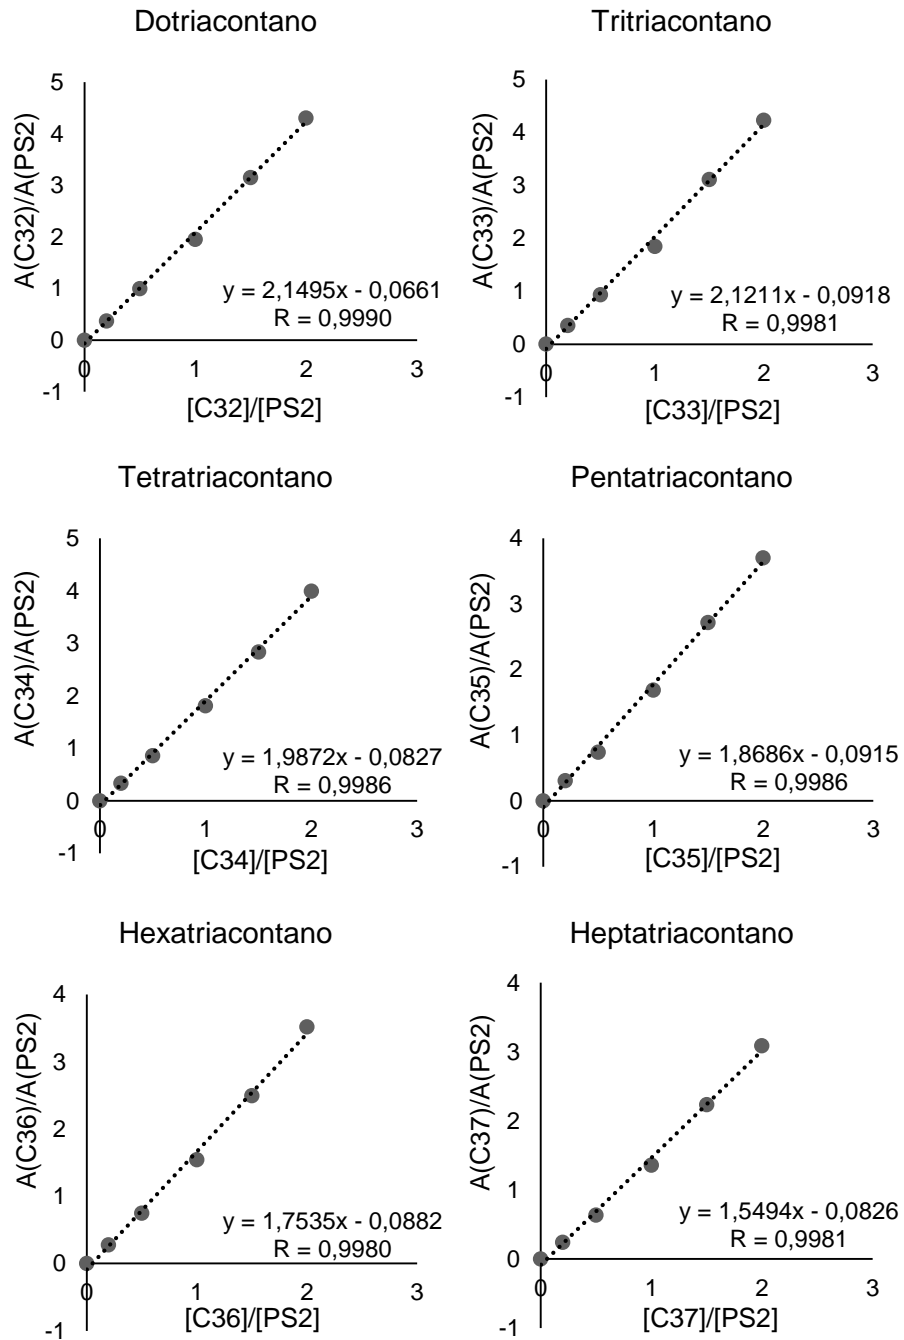 Dotriacontano
A(C32)/A(PS2)
5
4
3
2
1
0
-1
0
1
2
3
y = 2,1495x - 0,0661
R = 0,9990
[C32]/[PS2]
Tritriacontano
A(C33)/A(PS2)
5
4
3
2
1
0
-1
0
1
2
3
y = 2,1211x - 0,0918
R = 0,9981
[C33]/[PS2]
Tetratriacontano
A(C34)/A(PS2)
5
4
3
2
1
0
-1
0
1
2
3
y = 1,9872x - 0,0827
R = 0,9986
[C34]/[PS2]
Pentatriacontano
A(C35)/A(PS2)
4
3
2
1
0
-1
0
1
2
3
y = 1,8686x - 0,0915
R = 0,9986
[C35]/[PS2]
Hexatriacontano
A(C36)/A(PS2)
4
3
2
1
0
-1
0
1
2
3
y = 1,7535x - 0,0882
R = 0,9980
[C36]/[PS2]
Heptatriacontano
A(C37)/A(PS2)
4
3
2
1
0
-1
0
1
2
3
y = 1,5494x - 0,0826
R = 0,9981
[C37]/[PS2]